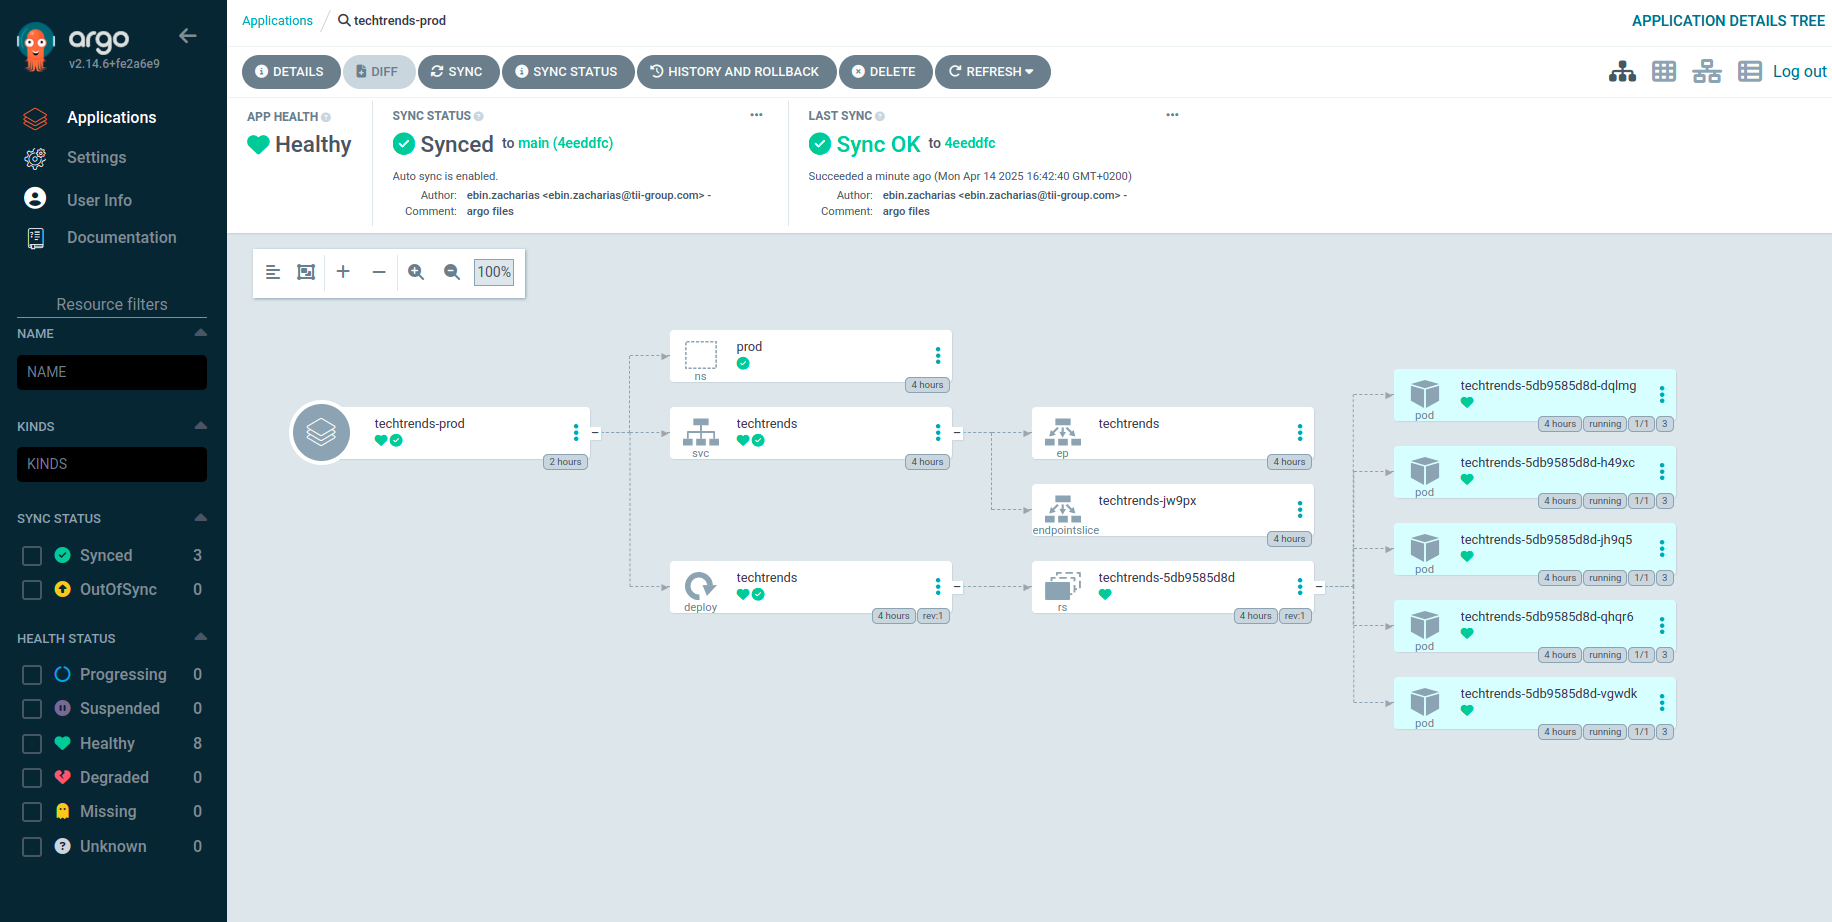 argo
v2.14.6+fe2a6e9
Applications
Settings
User Info
Documentation
Resource filters
NAME
NAME
KINDS
KINDS
SYNC STATUS
Synced 3
OutOfSync 0
HEALTH STATUS
Progressing 0
Suspended 0
Healthy 8
Degraded 0
Missing 0
Unknown 0
Applications / techtrends-prod
APPLICATION DETAILS TREE
DETAILS DIFF SYNC SYNC STATUS HISTORY AND ROLLBACK DELETE REFRESH
Log out
APP HEALTH
Healthy
SYNC STATUS
Synced to main (4eeddfc)
Auto sync is enabled.
Author: ebin.zacharias <ebin.zacharias@tii-group.com> -
Comment: argo files
LAST SYNC
Sync OK to 4eeddfc
Succeeded a minute ago (Mon Apr 14 2025 16:42:40 GMT+0200)
Author: ebin.zacharias <ebin.zacharias@tii-group.com> -
Comment: argo files
100%
techtrends-prod
2 hours
prod
ns
4 hours
techtrends
svc
4 hours
techtrends
deploy
4 hours rev:1
techtrends
ep
4 hours
techtrends-jw9px
endpointslice
4 hours
techtrends-5db9585d8d
rs
4 hours rev:1
techtrends-5db9585d8d-dqlmg
pod
4 hours running 1/1 3
techtrends-5db9585d8d-h49xc
pod
4 hours running 1/1 3
techtrends-5db9585d8d-jh9q5
pod
4 hours running 1/1 3
techtrends-5db9585d8d-qhqr6
pod
4 hours running 1/1 3
techtrends-5db9585d8d-vgwdk
pod
4 hours running 1/1 3